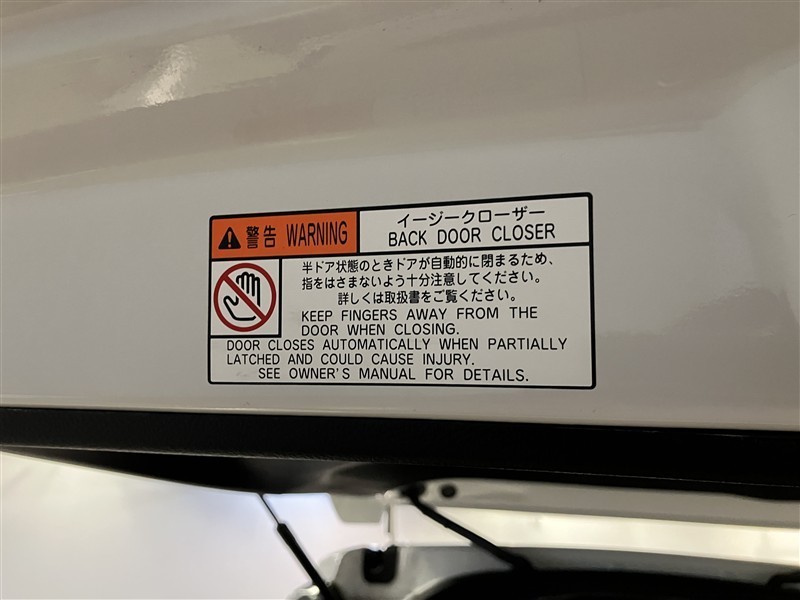 警告 WARNING
イージークローザー
BACK DOOR CLOSER
半ドア状態のときドアが自動的に閉まるため、
指をはさまないよう十分注意してください。
詳しくは取扱書をご覧ください。
KEEP FINGERS AWAY FROM THE
DOOR WHEN CLOSING.
DOOR CLOSES AUTOMATICALLY WHEN PARTIALLY
LATCHED AND COULD CAUSE INJURY.
SEE OWNER'S MANUAL FOR DETAILS.